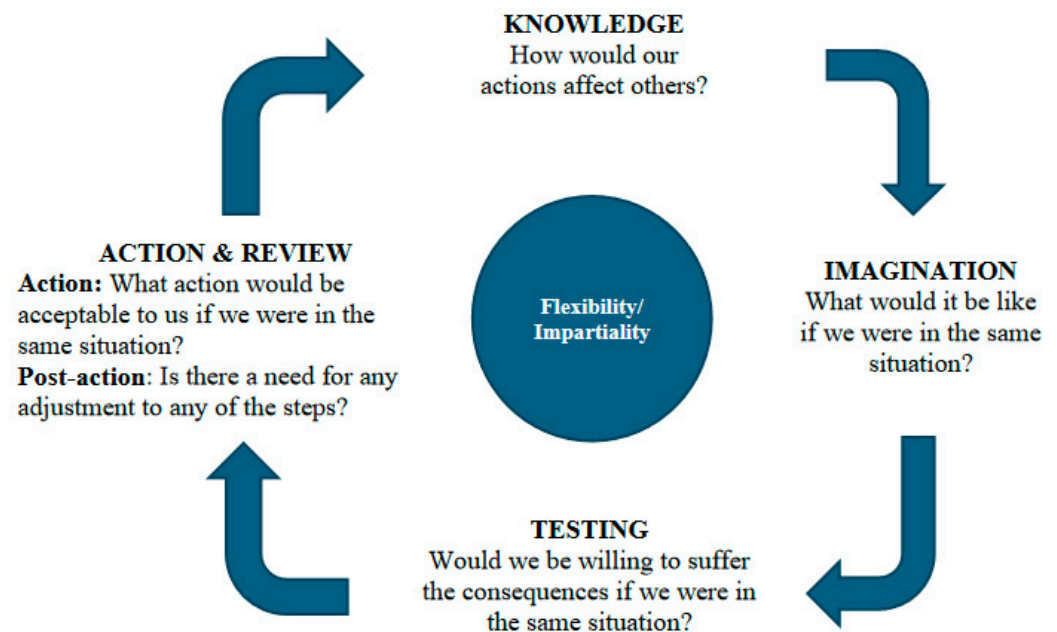 KNOWLEDGE
How would our
actions affect others?
IMAGINATION
What would it be like
if we were in the same
situation?
TESTING
Would we be willing to suffer
the consequences if we were in
the same situation?
ACTION & REVIEW
Action: What action would be
acceptable to us if we were in the
same situation?
Post-action: Is there a need for any
adjustment to any of the steps?
Flexibility/
Impartiality